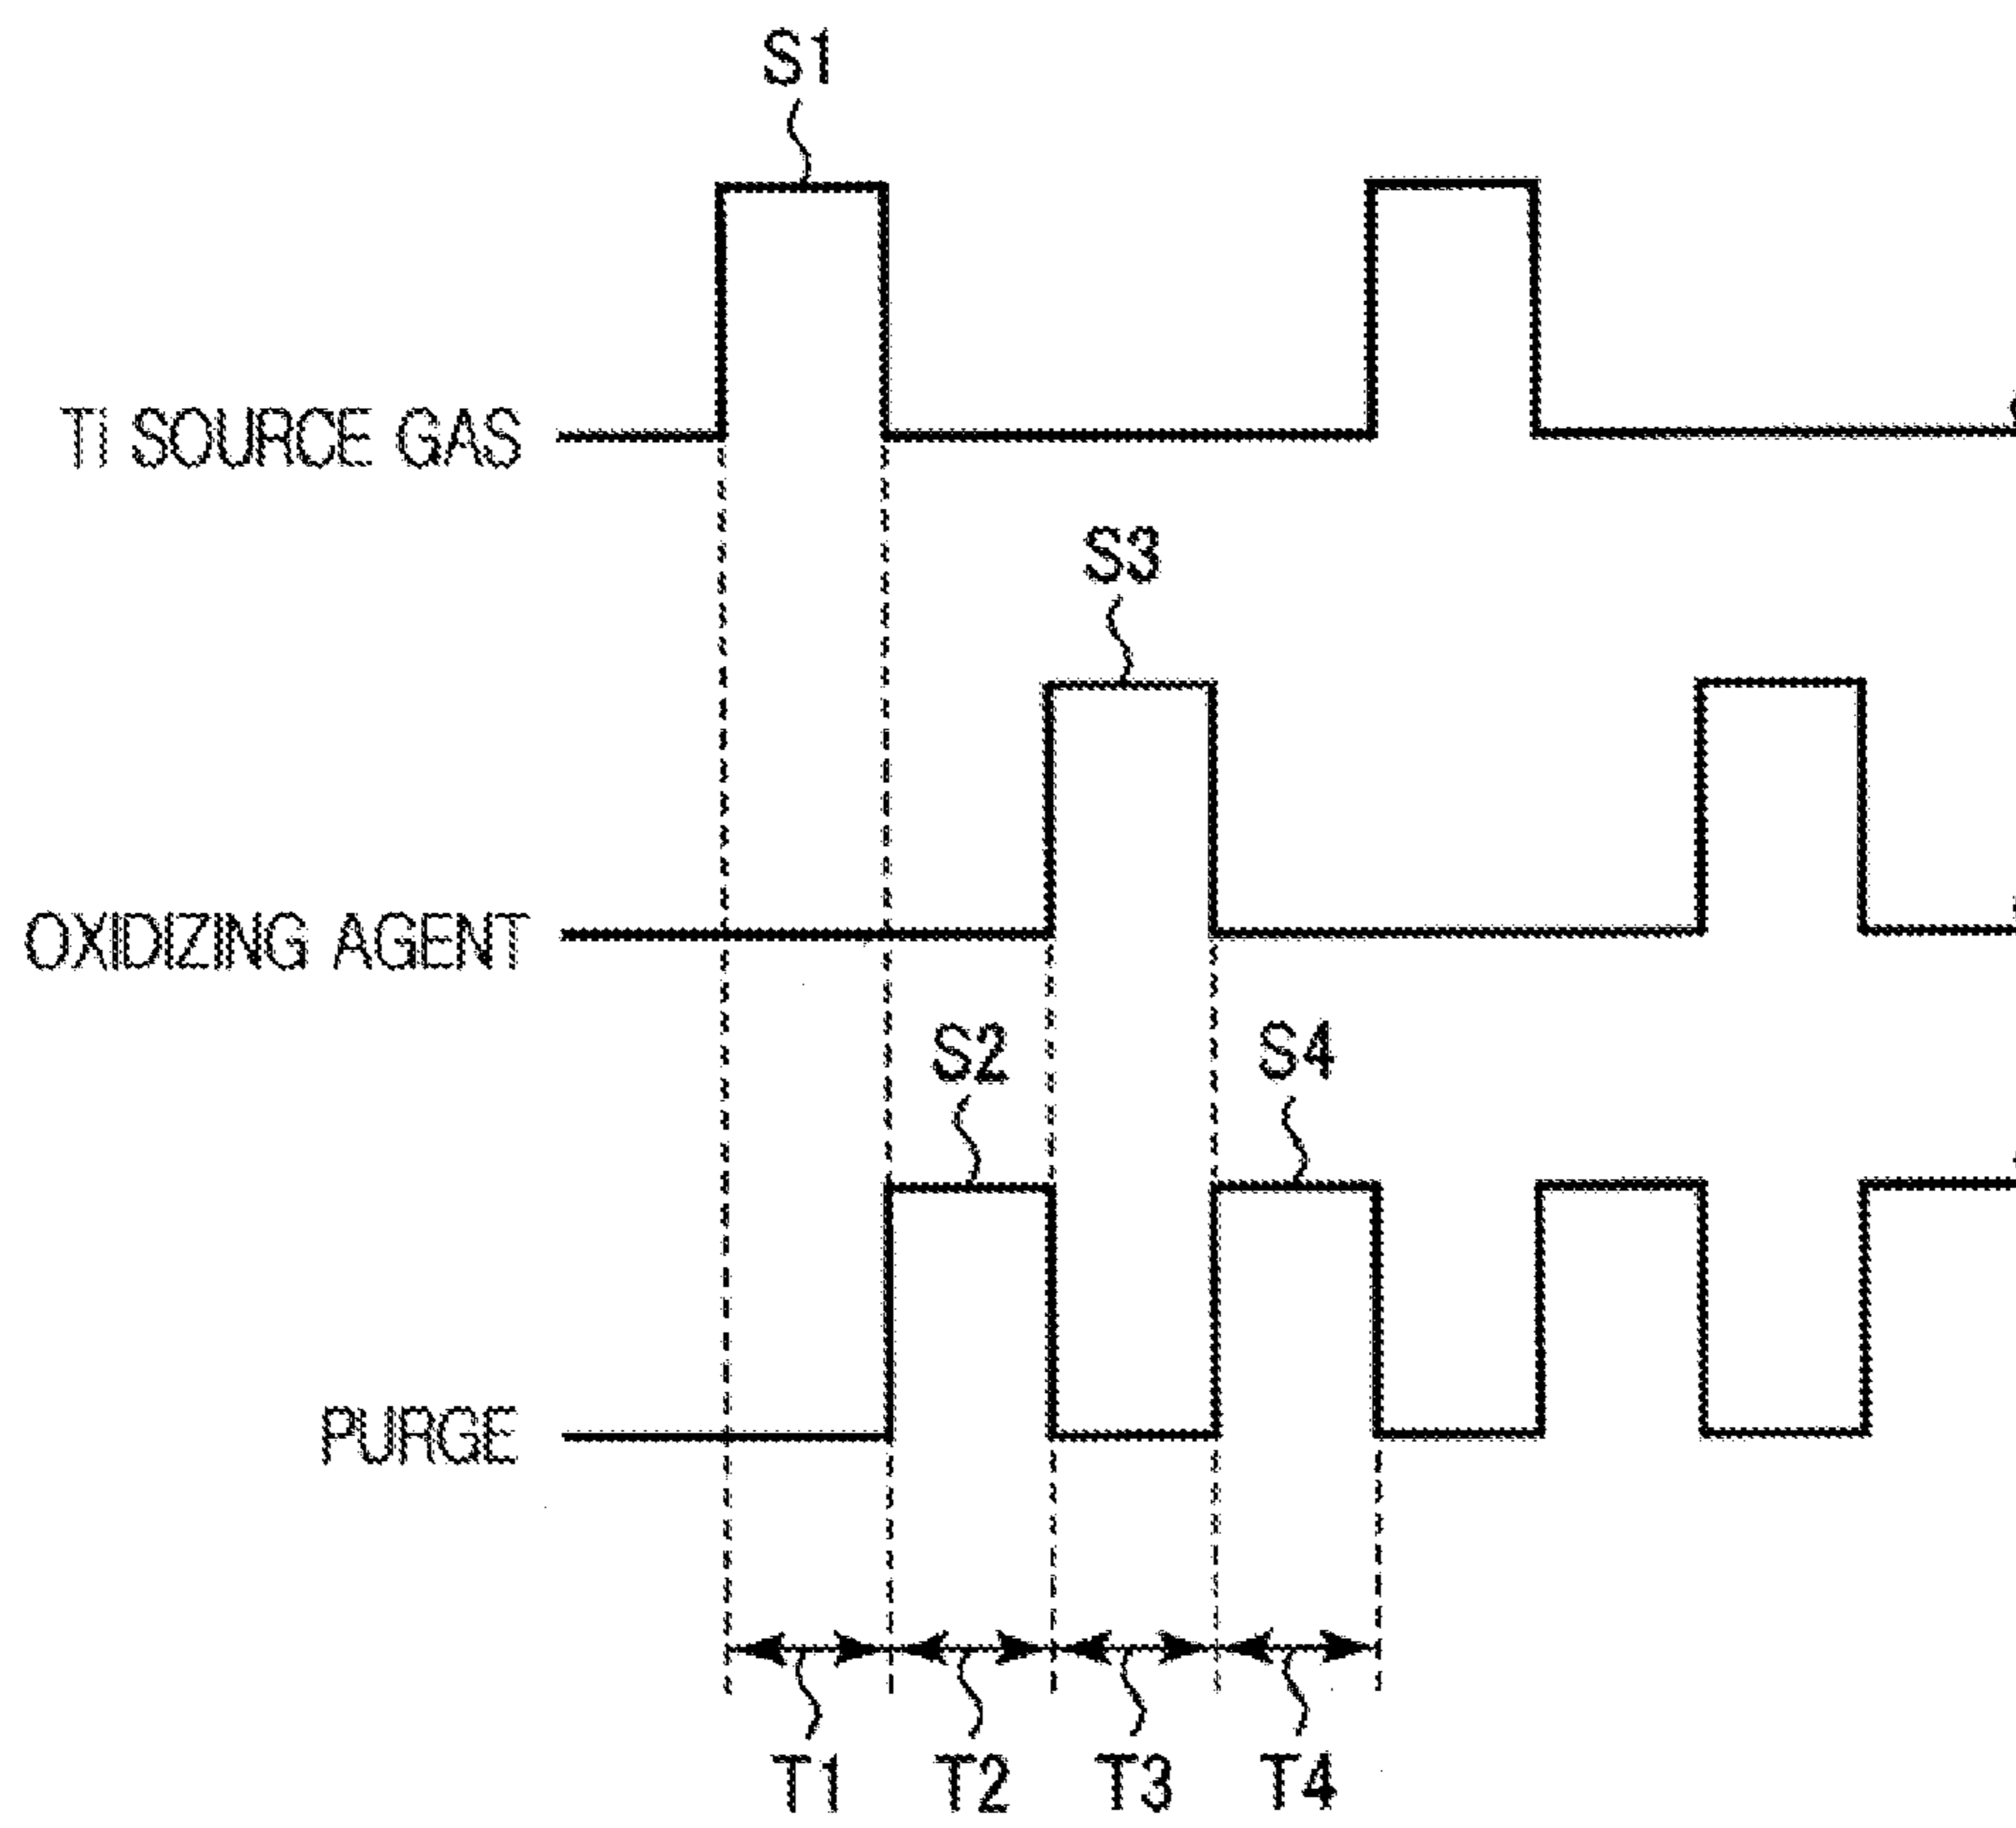 S1
Ti SOURCE GAS
S3
OXIDIZING AGENT
S2 S4
PURGE
T1 T2 T3 T4